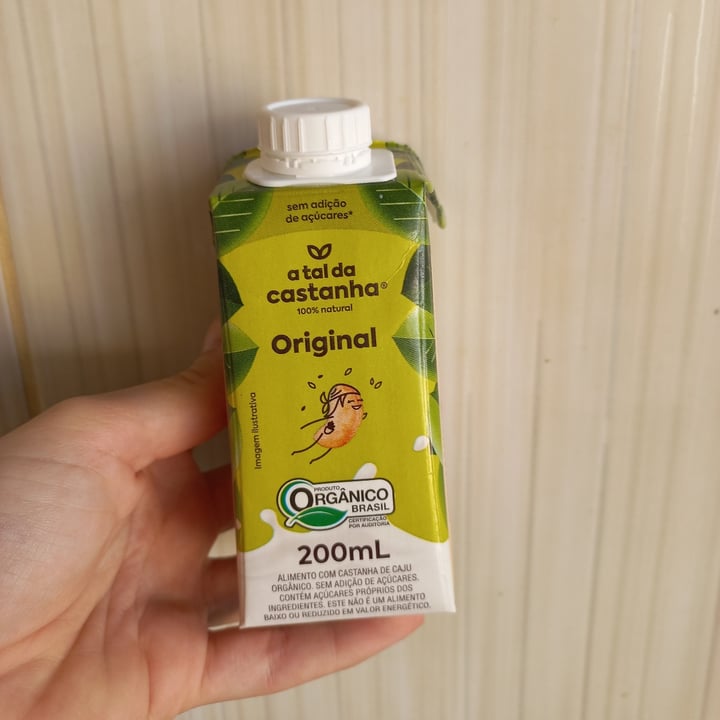 sem adição
de açúcares*
a tal da
castanha®
100% natural
Original
Imagem Ilustrativa
PRODUTO
ORGÂNICO
BRASIL
CERTIFICAÇÃO
POR AUDITORIA
200mL
ALIMENTO COM CASTANHA DE CAJU
ORGÂNICO. SEM ADIÇÃO DE AÇÚCARES.
CONTÉM AÇÚCARES PRÓPRIOS DOS
INGREDIENTES. ESTE NÃO É UM ALIMENTO
BAIXO OU REDUZIDO EM VALOR ENERGÉTICO.